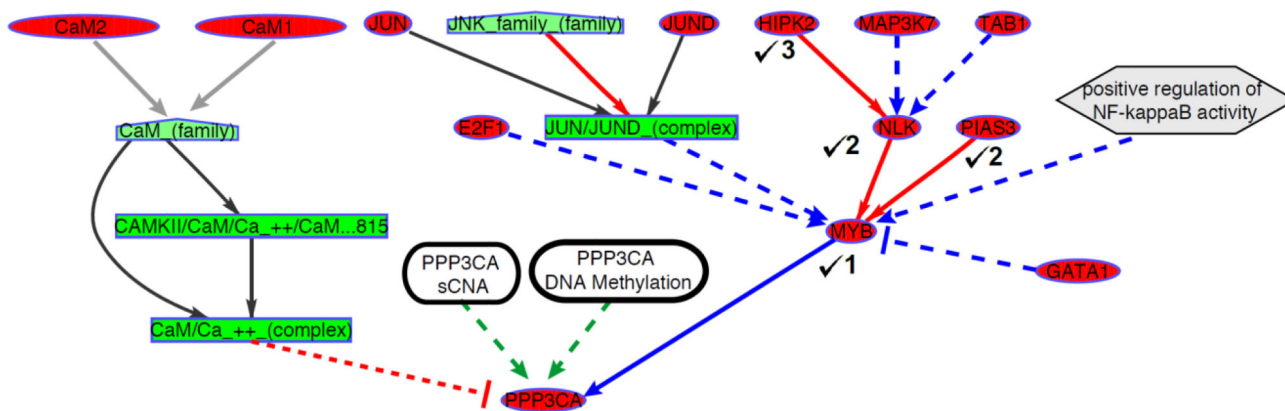 CaM2
CaM1
JUN
JNK_family_(family)
JUND
HIPK2
MAP3K7
TAB1
✓3
positive regulation of
NF-kappaB activity
CaM_(family)
E2F1
JUN/JUND_(complex)
NLK
PIAS3
✓2
✓2
CAMKII/CaM/Ca_++/CaM...815
MYB
✓1
PPP3CA
sCNA
PPP3CA
DNA Methylation
GATA1
CaM/Ca_++_(complex)
PPP3CA